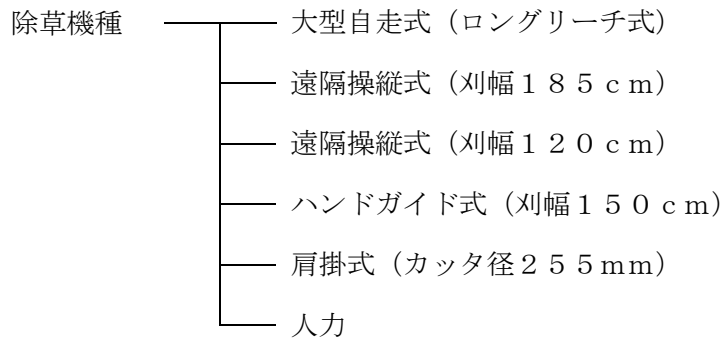 除草機種 大型自走式（ロングリーチ式）
遠隔操縦式（刈幅１８５ｃｍ）
遠隔操縦式（刈幅１２０ｃｍ）
ハンドガイド式（刈幅１５０ｃｍ）
肩掛式（カッタ径２５５ｍｍ）
人力